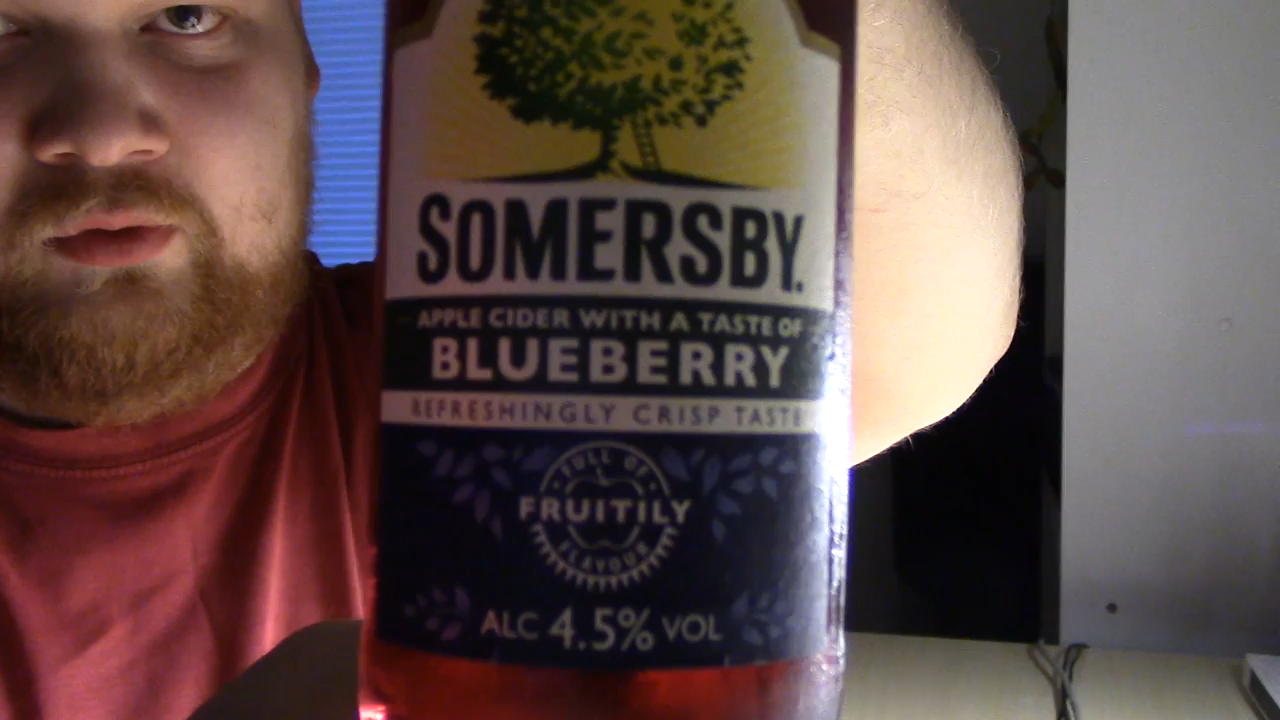 SOMERSBY.
APPLE CIDER WITH A TASTE OF
BLUEBERRY
REFRESHINGLY CRISP TASTE
FULL OF
FRUITILY
FLAVOUR
ALC 4.5% VOL